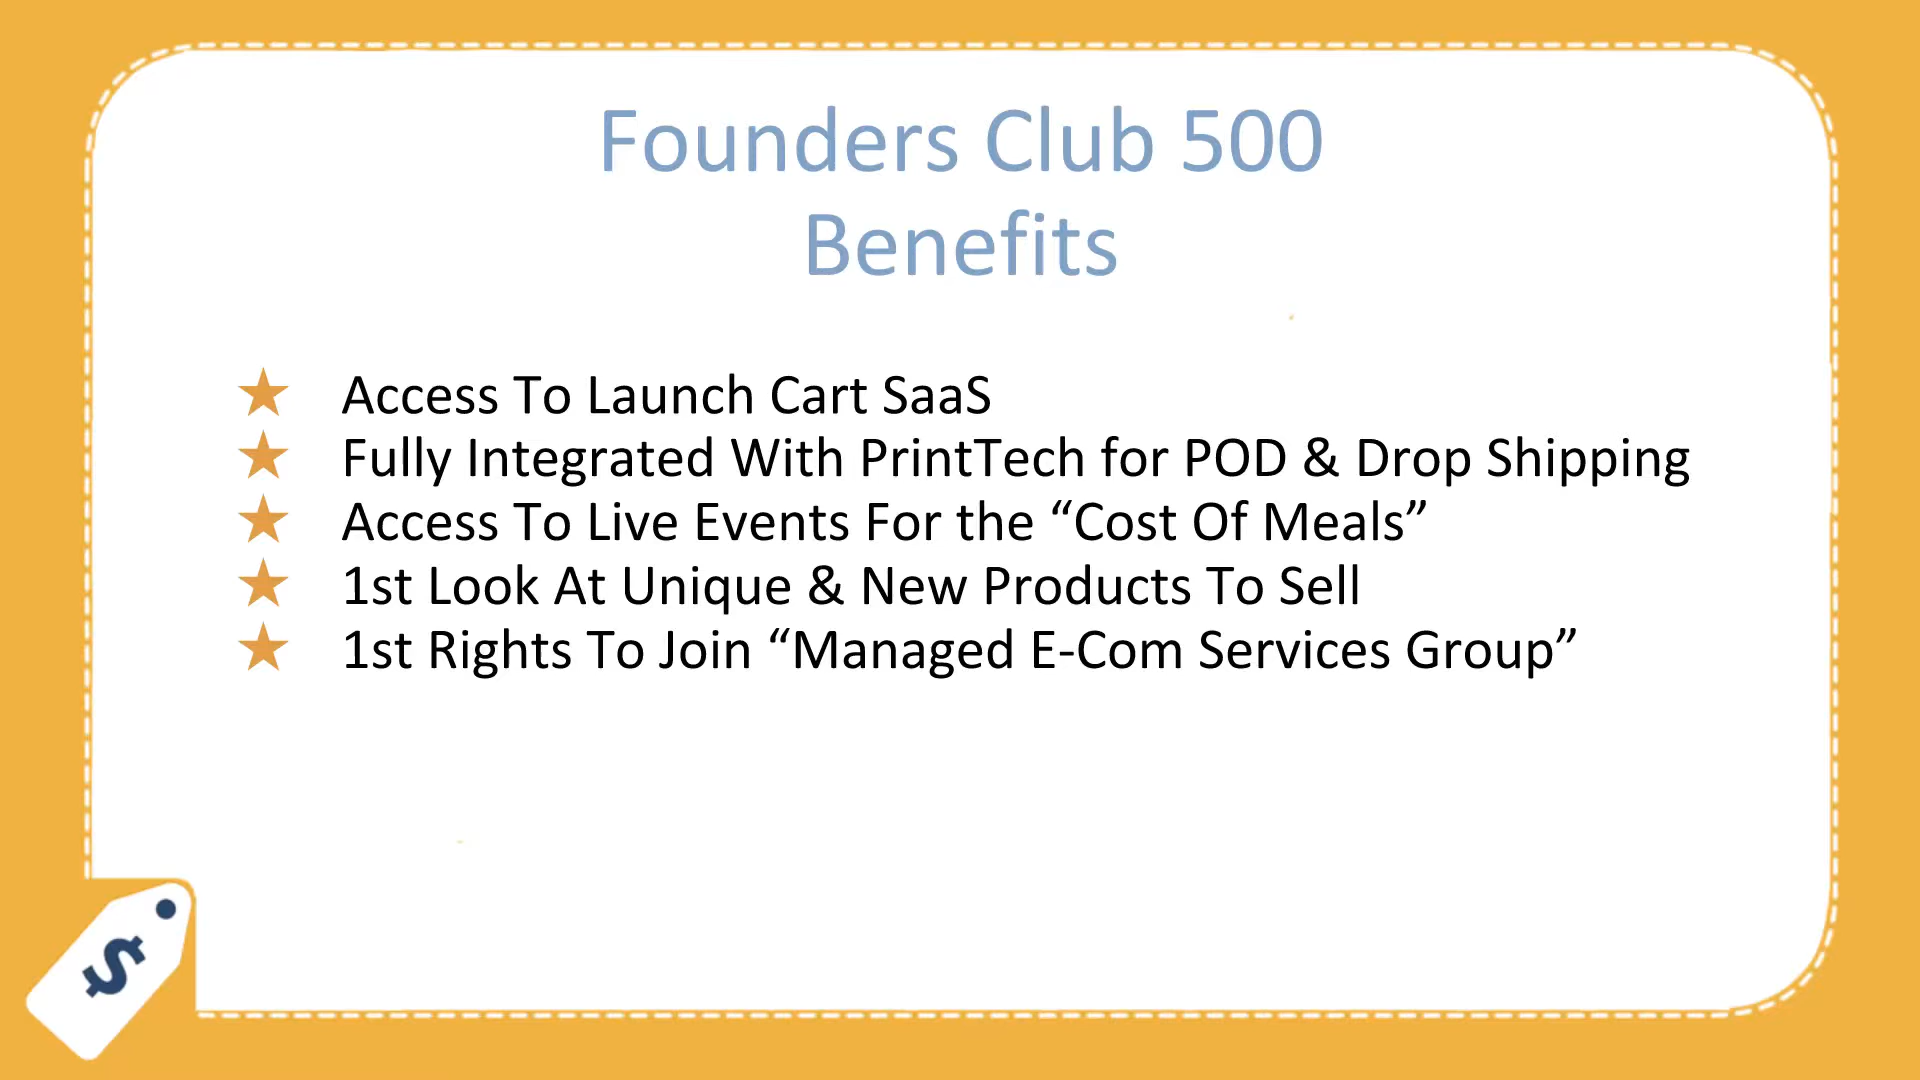 Founders Club 500
Benefits
★ Access To Launch Cart SaaS
★ Fully Integrated With PrintTech for POD & Drop Shipping
★ Access To Live Events For the “Cost Of Meals”
★ 1st Look At Unique & New Products To Sell
★ 1st Rights To Join “Managed E-Com Services Group”
$